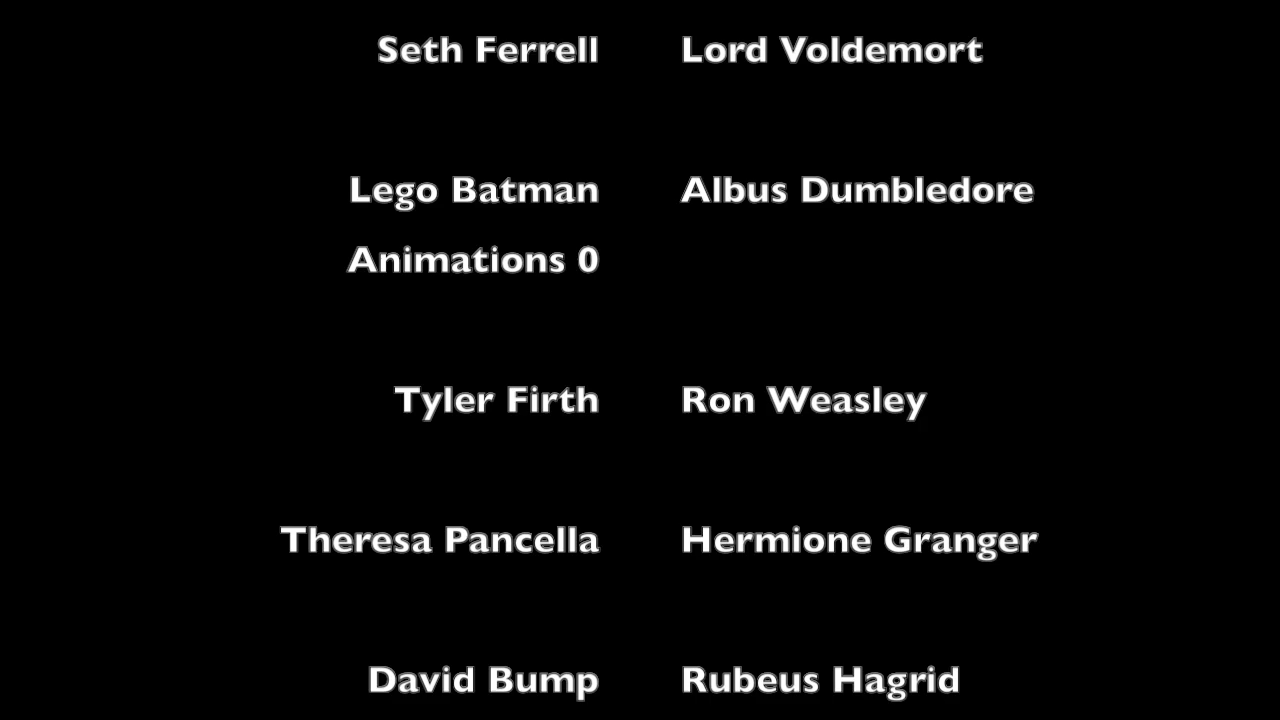 Seth Ferrell Lord Voldemort
Lego Batman Albus Dumbledore
Animations 0
Tyler Firth Ron Weasley
Theresa Pancella Hermione Granger
David Bump Rubeus Hagrid